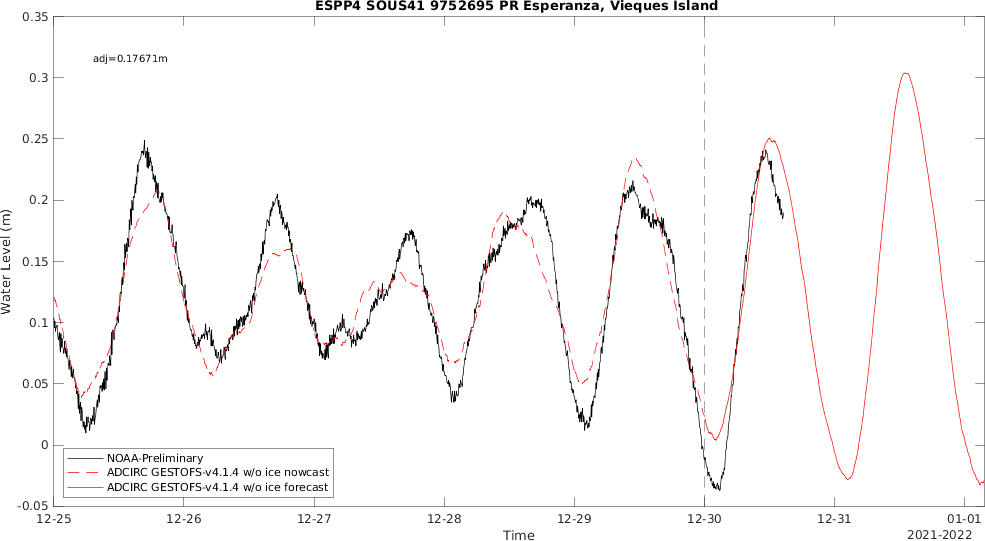 ESPP4 SOUS41 9752695 PR Esperanza, Vieques Island
0.35
adj=0.17671m
0.3
0.25
0.2
0.15
0.1
0.05
0
-0.05
Water Level (m)
NOAA-Preliminary
ADCIRC GESTOFS-v4.1.4 w/o ice nowcast
ADCIRC GESTOFS-v4.1.4 w/o ice forecast
12-25 12-26 12-27 12-28 12-29 12-30 12-31 01-01
Time
2021-2022